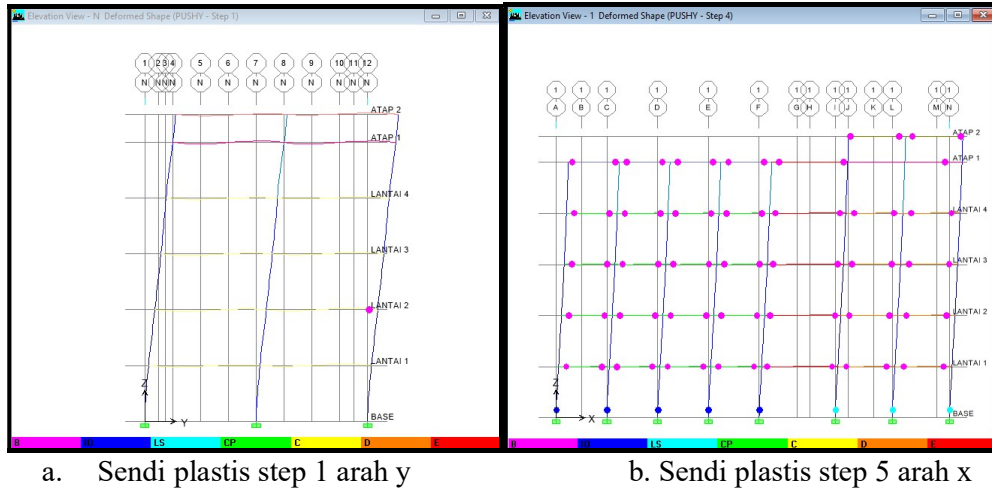 Elevation View - N Deformed Shape (PUSHY - Step 1)
1 2 3 4 5 6 7 8 9 10 11 12
N N N N N N N N N N N N
ATAP 2
ATAP 1
LANTAI 4
LANTAI 3
LANTAI 2
LANTAI 1
Z
Y
BASE
B IO LS CP C D E
Elevation View - 1 Deformed Shape (PUSHY - Step 4)
1 1 1 1 1 1 1 1 1 1 1 1 1 1
A B C D E F G H I J K L M N
ATAP 2
ATAP 1
LANTAI 4
LANTAI 3
LANTAI 2
LANTAI 1
Z
X
BASE
B IO LS CP C D E
a. Sendi plastis step 1 arah y
b. Sendi plastis step 5 arah x